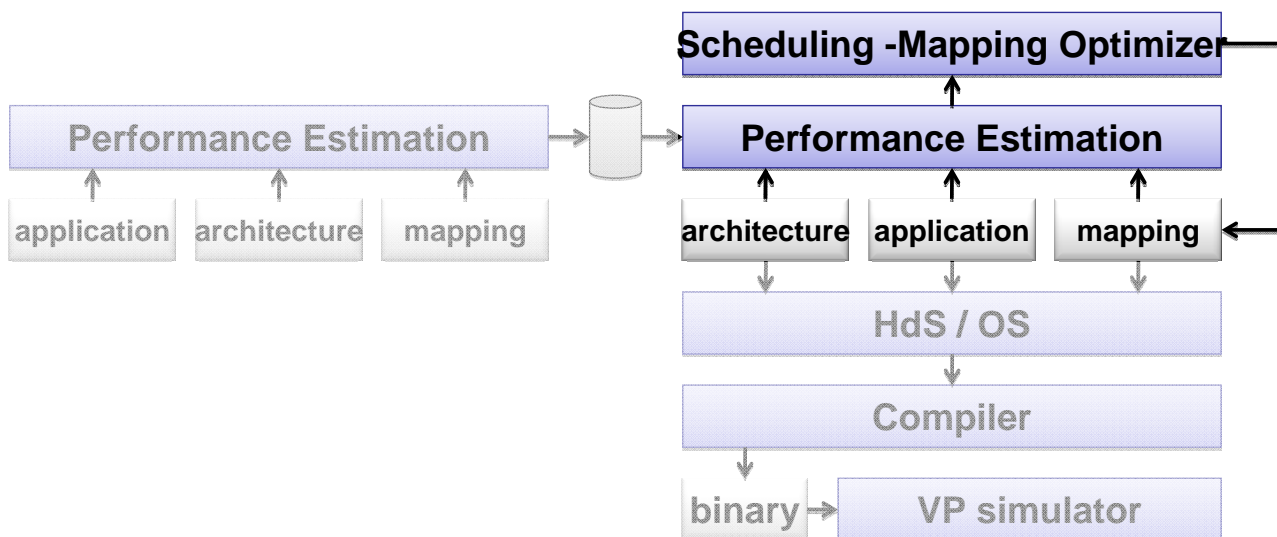 Scheduling -Mapping Optimizer
Performance Estimation
Performance Estimation
application
architecture
mapping
architecture
application
mapping
HdS / OS
Compiler
binary
VP simulator